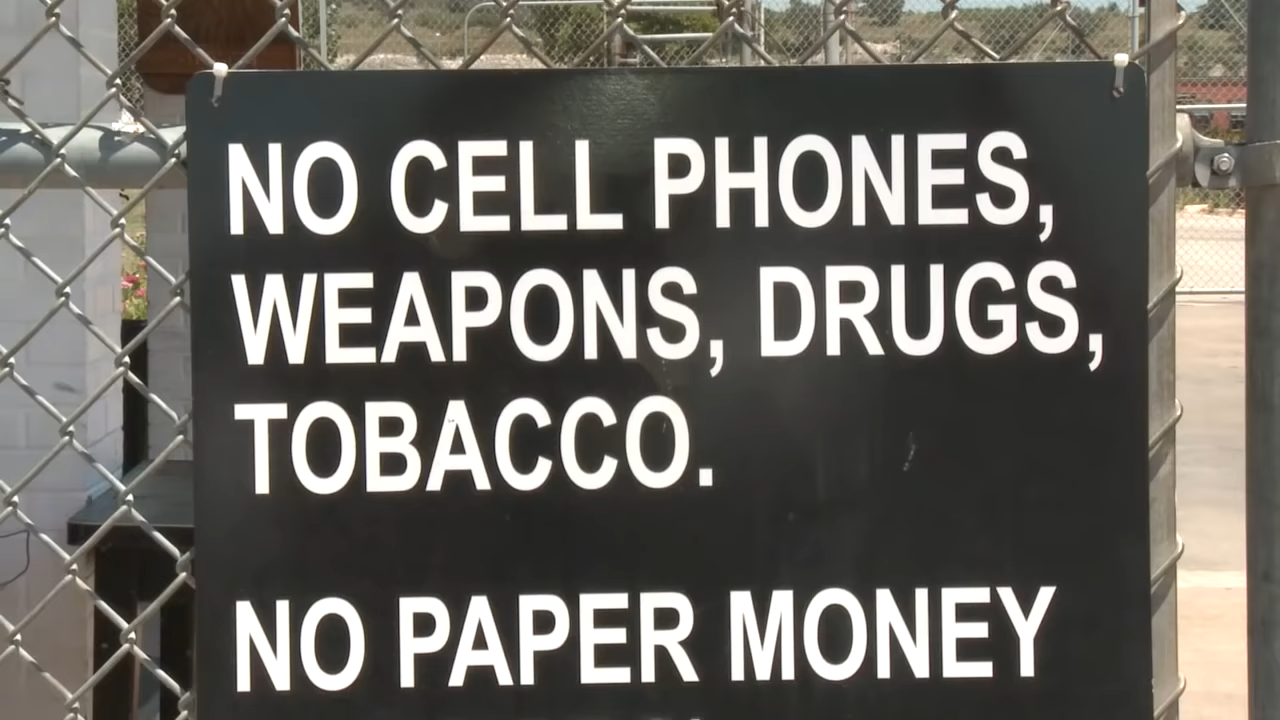 NO CELL PHONES,
WEAPONS, DRUGS,
TOBACCO.
NO PAPER MONEY